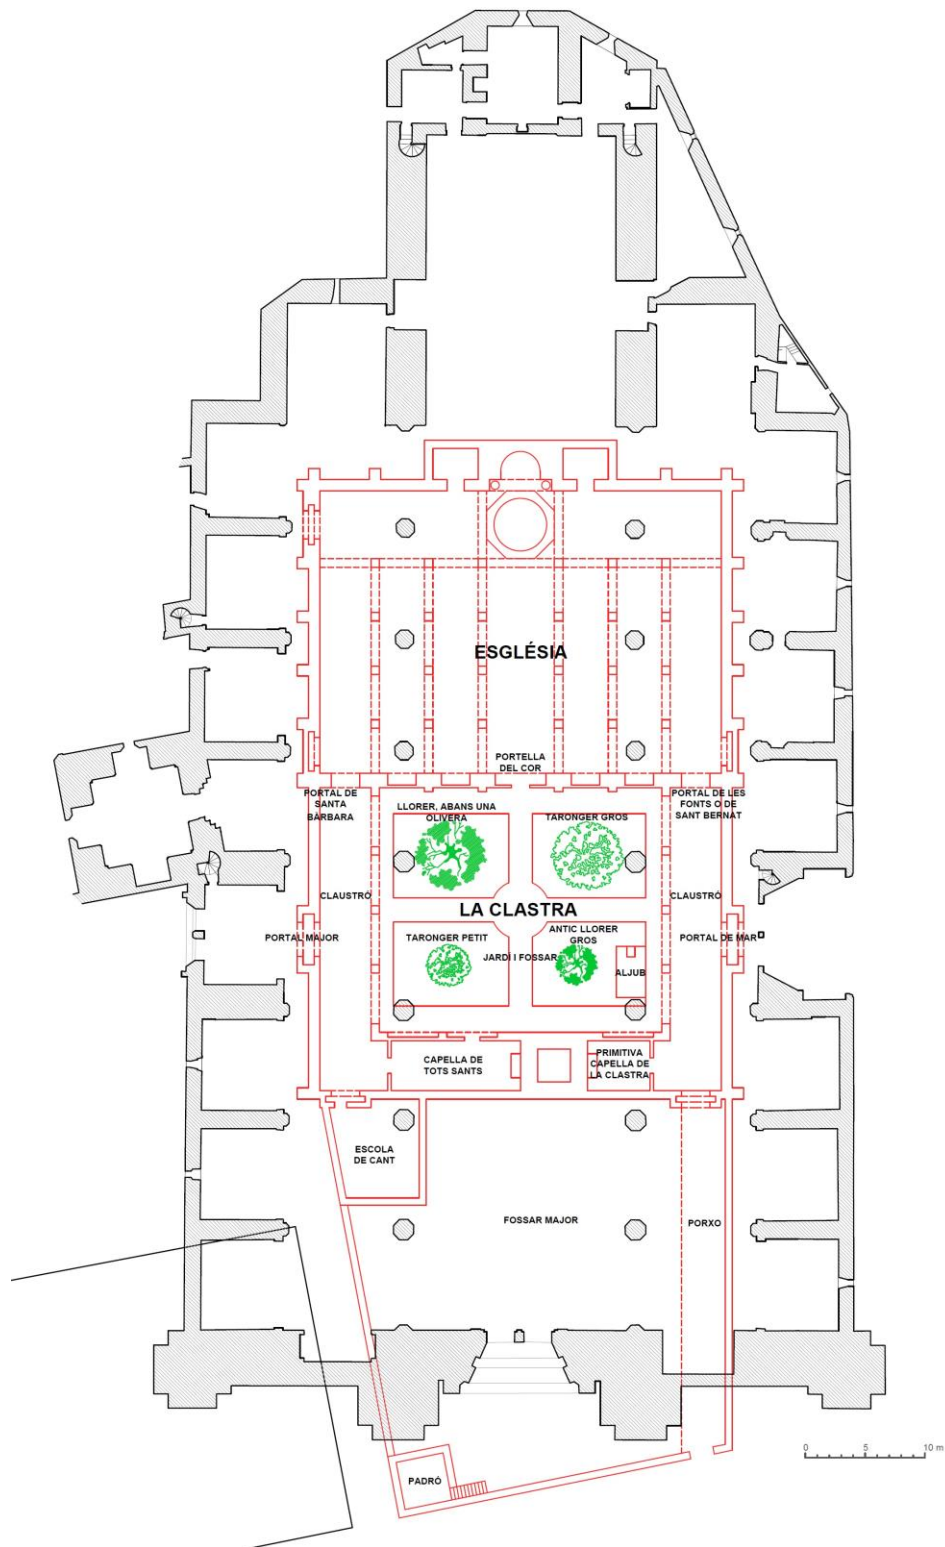 ESGLÉSIA
PORTELLA
DEL COR
PORTAL DE
SANTA
BÀRBARA
LLORER, ABANS UNA
OLIVERA
TARONGER GROS
PORTAL DE LES
FONTS O DE
SANT BERNAT
CLAUSTRÓ
CLAUSTRÓ
LA CLASTRA
PORTAL MAJOR
TARONGER PETIT
ANTIC LLORER
GROS
PORTAL DE MAR
JARDÍ I FOSSAR
ALJUB
CAPELLA DE
TOTS SANTS
PRIMITIVA
CAPELLA DE
LA CLASTRA
ESCOLA
DE CANT
FOSSAR MAJOR
PORXO
PADRÓ
0 5 10 m